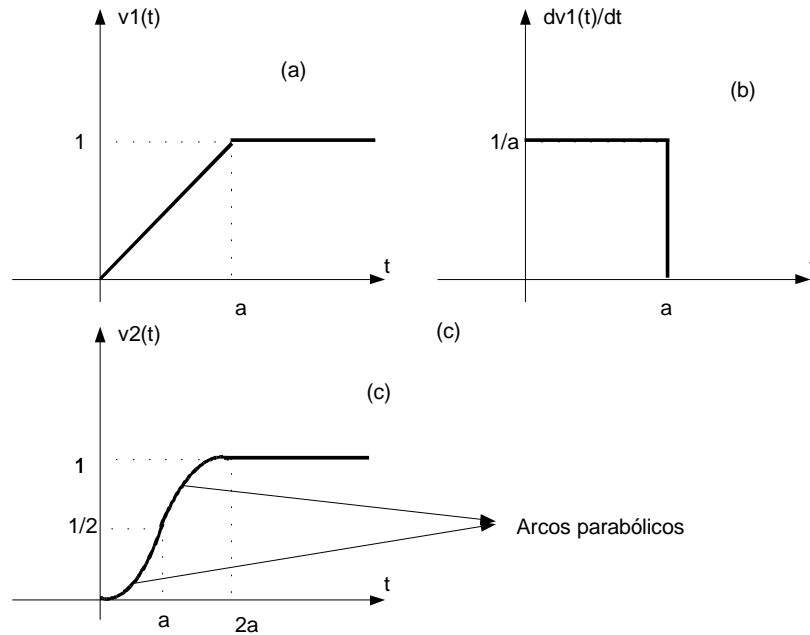 v1(t)
(a)
1
t
a
dv1(t)/dt
(b)
1/a
a
v2(t)
(c)
(c)
1
1/2
t
a
2a
Arcos parabólicos